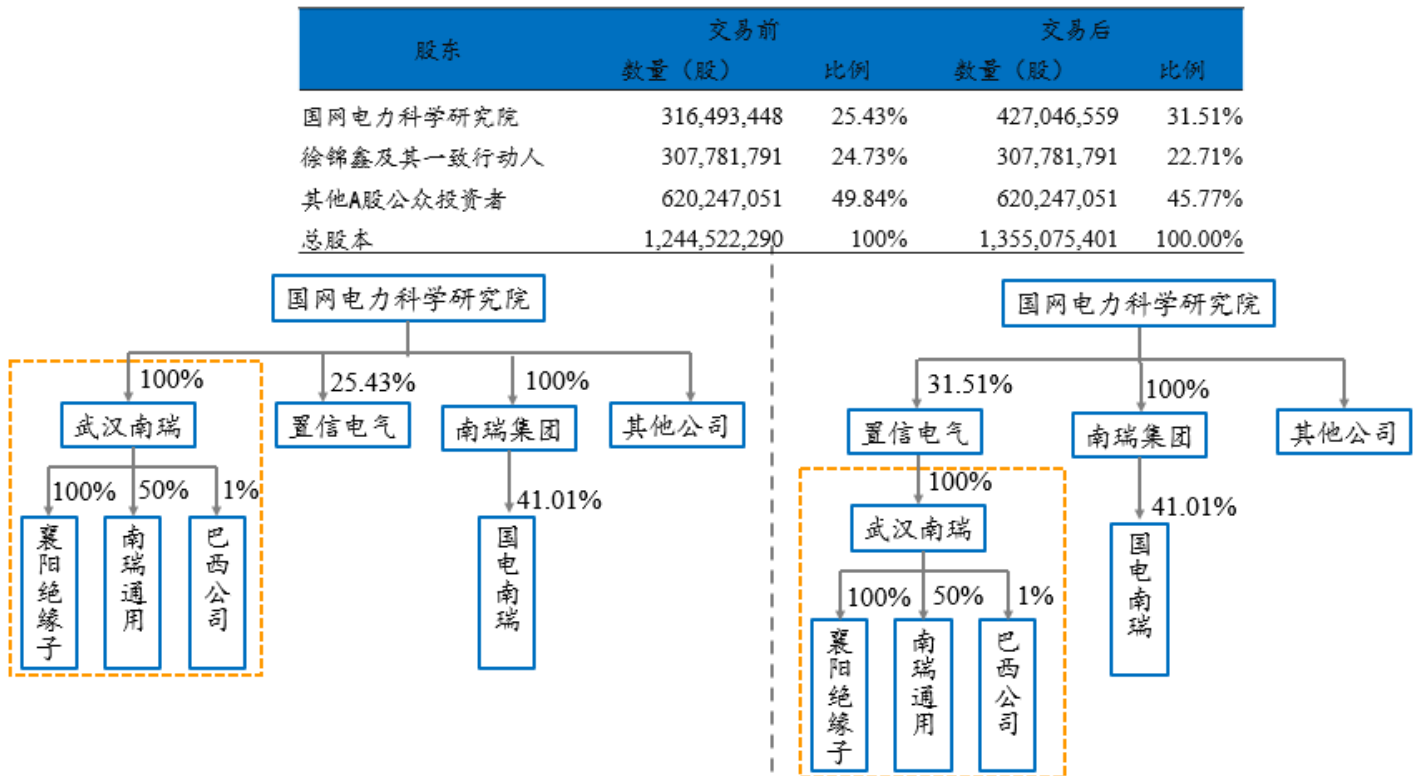 股东 交易前 交易后
数量（股） 比例 数量（股） 比例
国网电力科学研究院 316,493,448 25.43% 427,046,559 31.51%
徐锦鑫及其一致行动人 307,781,791 24.73% 307,781,791 22.71%
其他A股公众投资者 620,247,051 49.84% 620,247,051 45.77%
总股本 1,244,522,290 100% 1,355,075,401 100.00%
国网电力科学研究院
100% 25.43% 100%
武汉南瑞 置信电气 南瑞集团 其他公司
100% 50% 1% 41.01%
襄阳绝缘子
南瑞通用
巴西公司
国电南瑞
国网电力科学研究院
31.51% 100%
置信电气 南瑞集团 其他公司
100% 41.01%
武汉南瑞
国电南瑞
100% 50% 1%
襄阳绝缘子
南瑞通用
巴西公司